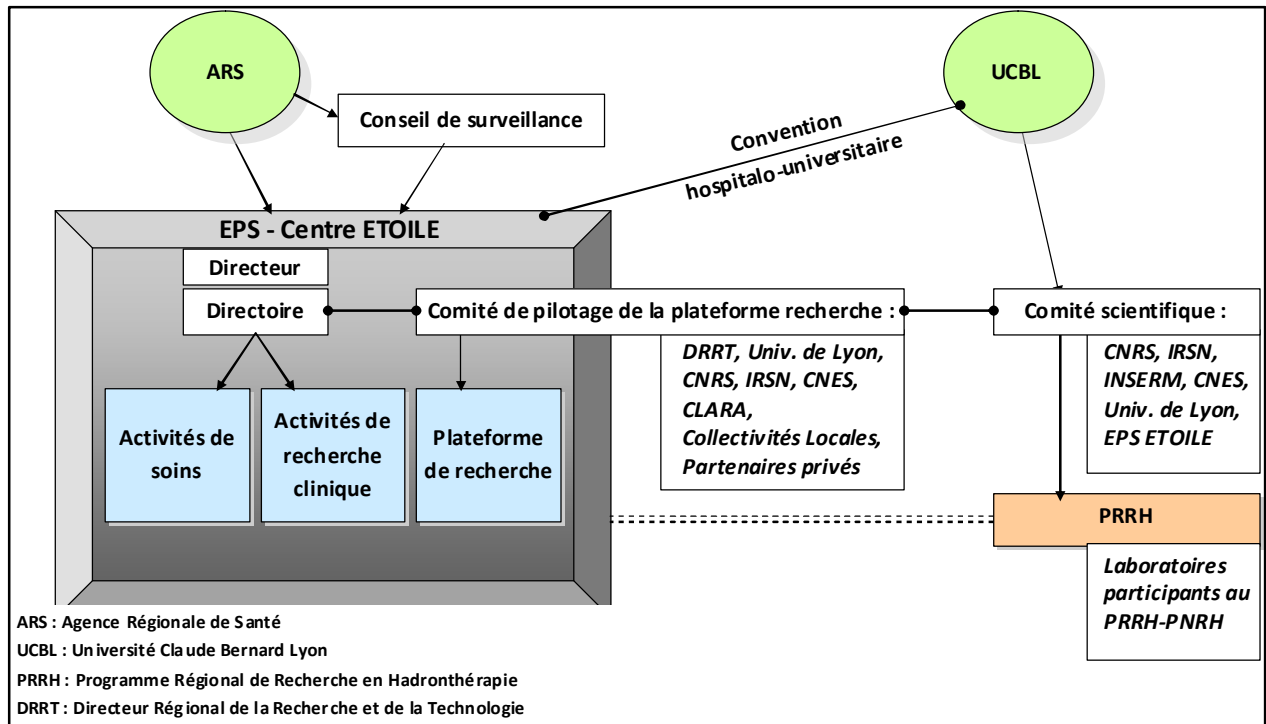 ARS
UCBL
Conseil de surveillance
Convention
hospitalo-universitaire
EPS - Centre ETOILE
Directeur
Directoire
Comité de pilotage de la plateforme recherche :
Comité scientifique :
DRRT, Univ. de Lyon,
CNRS, IRSN, CNES,
CLARA,
Collectivités Locales,
Partenaires privés
CNRS, IRSN,
INSERM, CNES,
Univ. de Lyon,
EPS ETOILE
Activités de
soins
Activités de
recherche
clinique
Plateforme
de recherche
PRRH
Laboratoires
participants au
PRRH-PNRH
ARS : Agence Régionale de Santé
UCBL : Université Claude Bernard Lyon
PRRH : Programme Régional de Recherche en Hadronthérapie
DRRT : Directeur Régional de la Recherche et de la Technologie